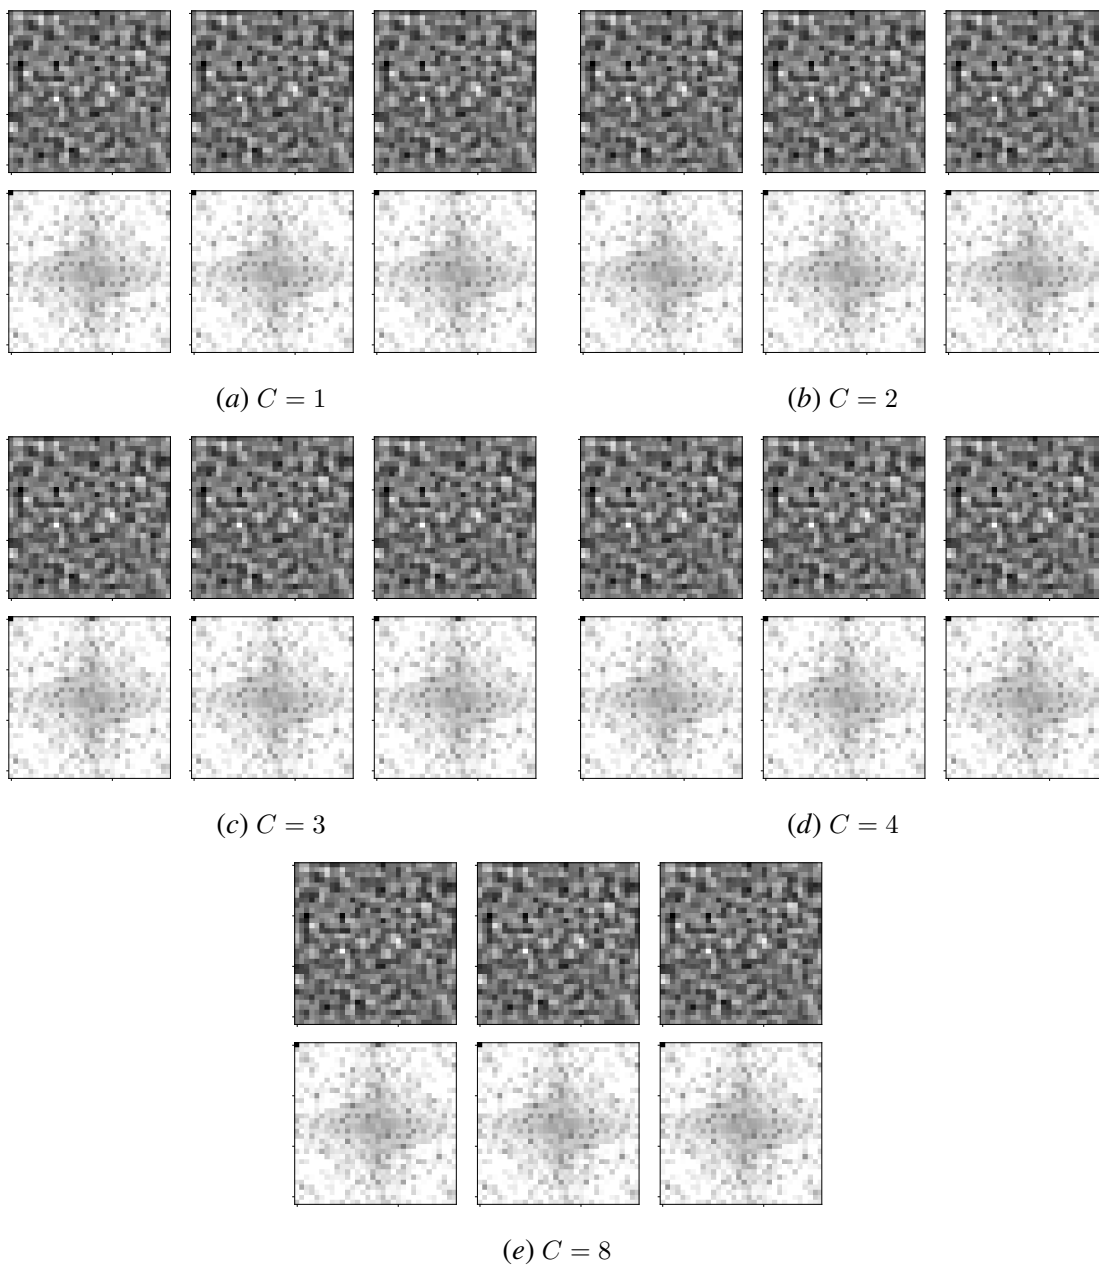 (a) C = 1
(b) C = 2
(c) C = 3
(d) C = 4
(e) C = 8